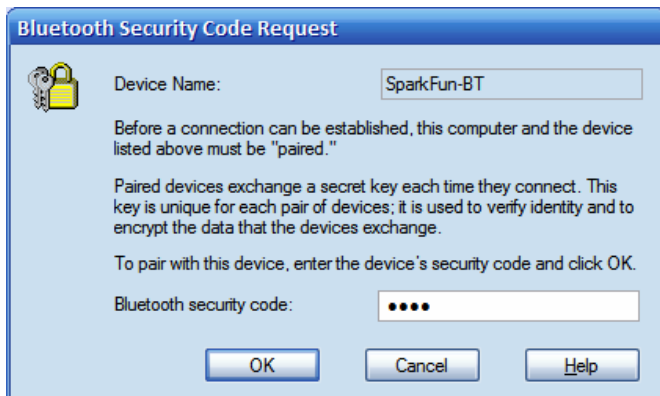 Bluetooth Security Code Request
Device Name: SparkFun-BT
Before a connection can be established, this computer and the device
listed above must be "paired."
Paired devices exchange a secret key each time they connect. This
key is unique for each pair of devices; it is used to verify identity and to
encrypt the data that the devices exchange.
To pair with this device, enter the device's security code and click OK.
Bluetooth security code: ●●●●
OK Cancel Help